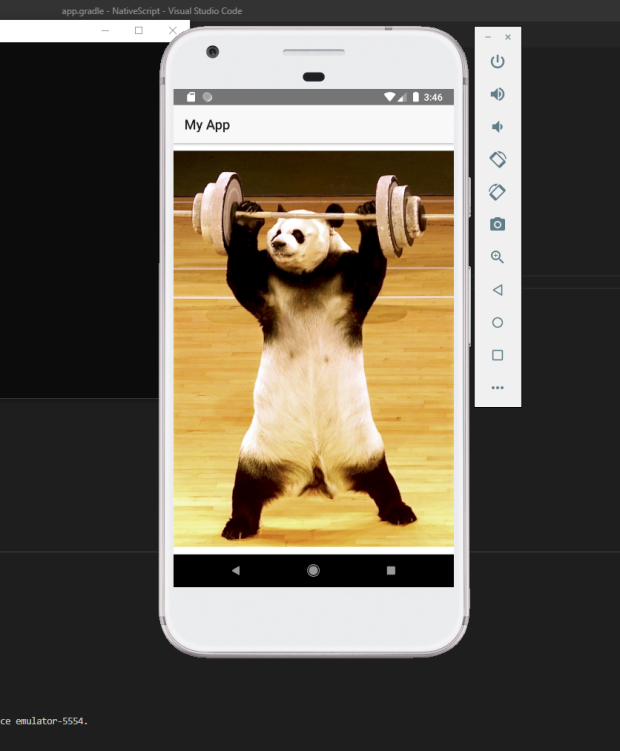 app.gradle - NativeScript - Visual Studio Code
3:46
My App
ce emulator-5554.